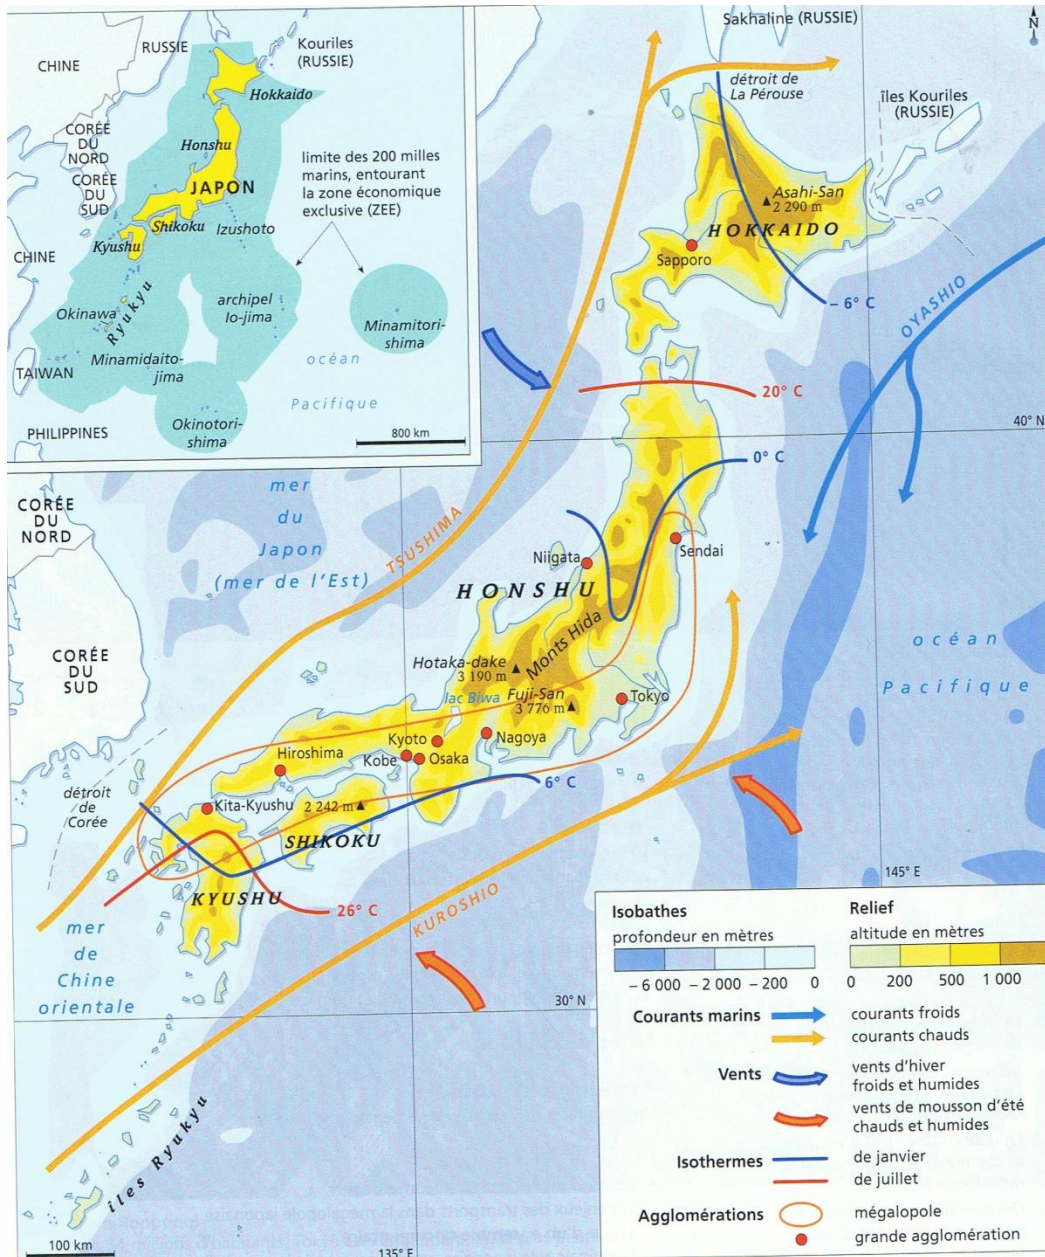 RUSSIE
Kouriles
(RUSSIE)
CHINE
Hokkaido
CORÉE
DU
NORD
Honshu
CORÉE
DU
SUD
JAPON
limite des 200 milles
marins, entourant
la zone économique
exclusive (ZEE)
Shikoku
Izushoto
Kyushu
CHINE
Ryukyu
Okinawa
archipel
Io-jima
Minamitori-
shima
Minamidaito-
jima
TAIWAN
océan
Pacifique
Okinotori-
shima
PHILIPPINES
800 km
Sakhaline (RUSSIE)
N
détroit de
La Pérouse
îles Kouriles
(RUSSIE)
Asahi-San
2 290 m
HOKKAIDO
Sapporo
– 6° C
OYASHIO
20° C
40° N
0° C
CORÉE
DU
NORD
mer
du
Japon
(mer de l'Est)
TSUSHIMA
Niigata
Sendai
HONSHU
CORÉE
DU
SUD
Monts Hida
Hotaka-dake
3 190 m
lac Biwa
Fuji-San
3 776 m
Tokyo
océan
Pacifique
Kyoto
Nagoya
Hiroshima
Kobe
Osaka
6° C
détroit
de
Corée
Kita-Kyushu
2 242 m
SHIKOKU
KYUSHU
26° C
KUROSHIO
145° E
mer
de
Chine
orientale
30° N
îles Ryukyu
100 km
135° E
Isobathes
profondeur en mètres
– 6 000 – 2 000 – 200 0
Relief
altitude en mètres
0 200 500 1 000
Courants marins
courants froids
courants chauds
Vents
vents d'hiver
froids et humides
vents de mousson d'été
chauds et humides
Isothermes
de janvier
de juillet
Agglomérations
mégalopole
grande agglomération